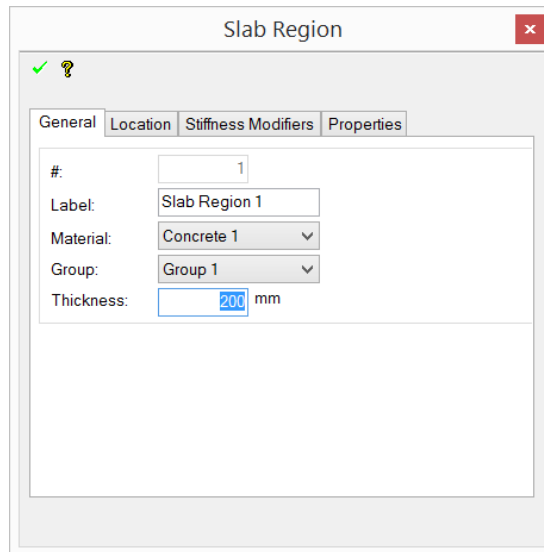 Slab Region
General Location Stiffness Modifiers Properties
#: 1
Label: Slab Region 1
Material: Concrete 1
Group: Group 1
Thickness: 200 mm